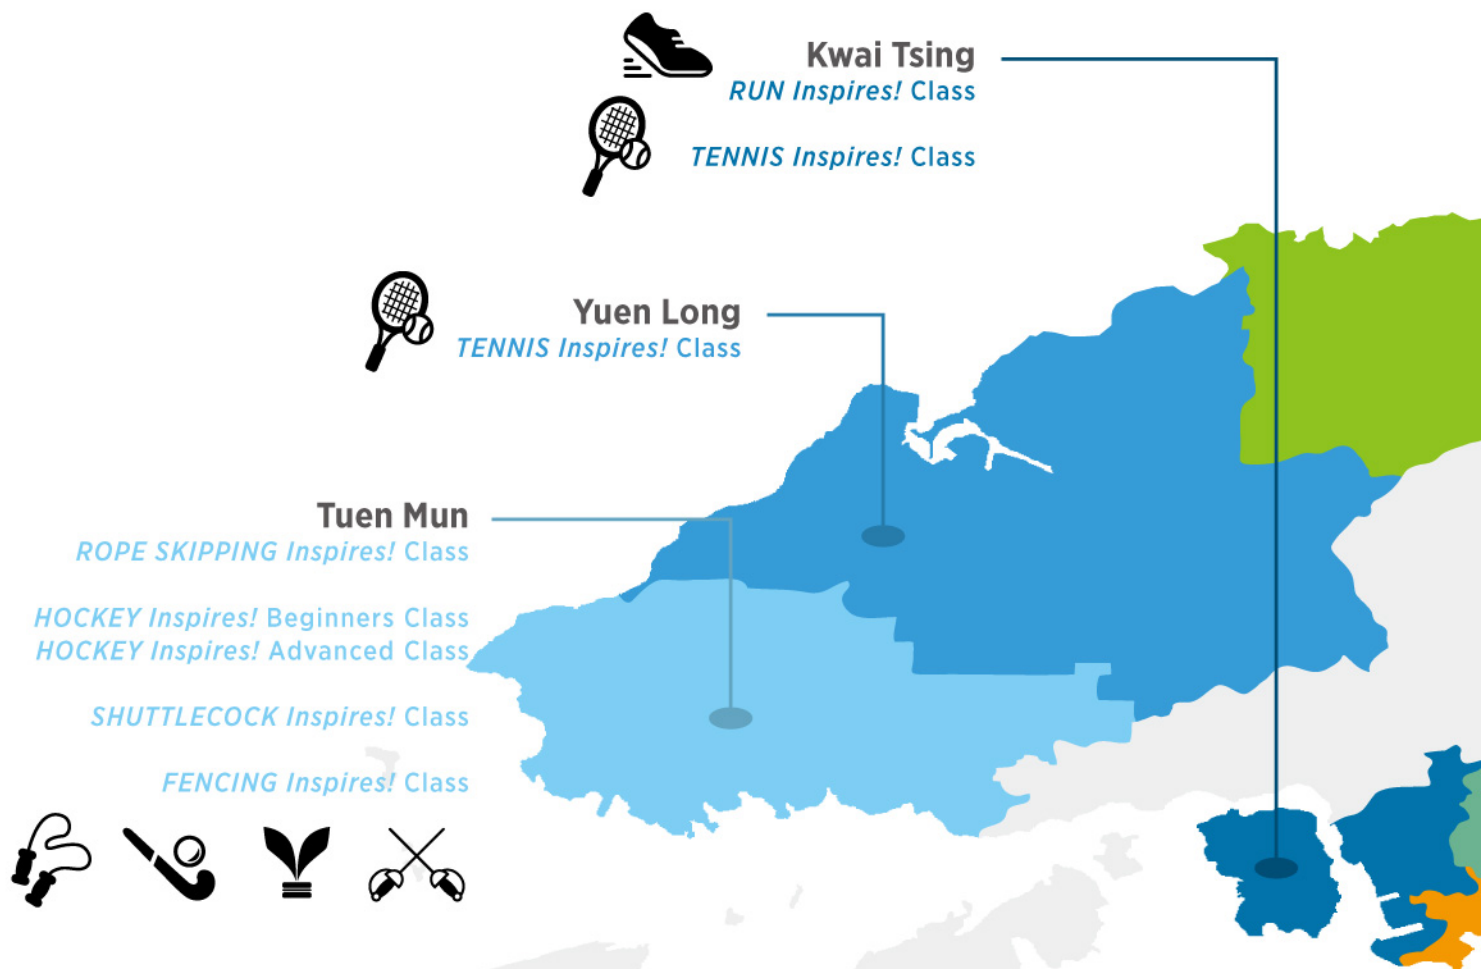 Kwai Tsing
RUN Inspires! Class
TENNIS Inspires! Class
Yuen Long
TENNIS Inspires! Class
Tuen Mun
ROPE SKIPPING Inspires! Class
HOCKEY Inspires! Beginners Class
HOCKEY Inspires! Advanced Class
SHUTTLECOCK Inspires! Class
FENCING Inspires! Class